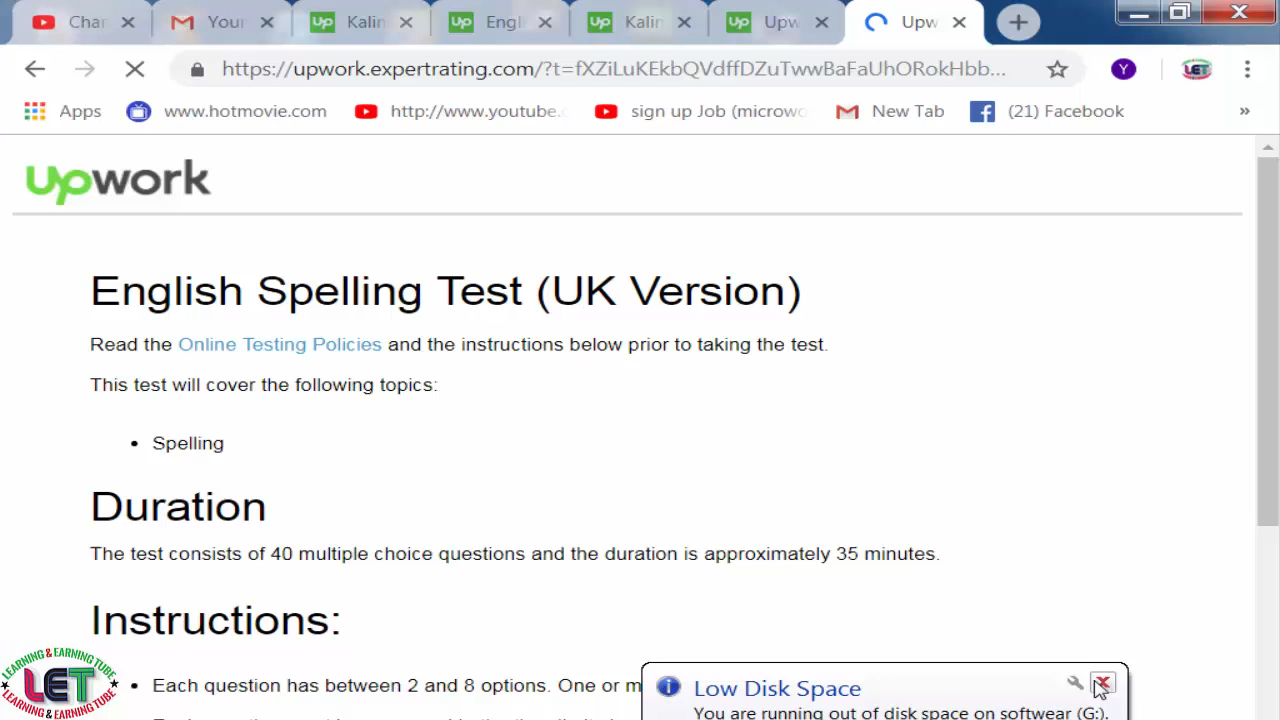 Char
Your
Kalin
Engli
Kalin
Upw
Upw
https://upwork.expertrating.com/?t=fXZiLuKEkbQVdffDZuTwwBaFaUhORokHbb...
Y
LET
Apps
www.hotmovie.com
http://www.youtube.c
sign up Job (microwo
New Tab
(21) Facebook
»
upwork
English Spelling Test (UK Version)
Read the Online Testing Policies and the instructions below prior to taking the test.
This test will cover the following topics:
• Spelling
Duration
The test consists of 40 multiple choice questions and the duration is approximately 35 minutes.
Instructions:
• Each question has between 2 and 8 options. One or m
Low Disk Space
You are running out of disk space on softwear (G:).
LEARNING & EARNING TUBE
LET
LEARNING & EARNING TUBE